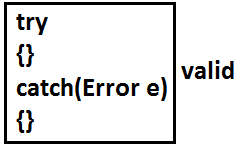 try
{}
catch(Error e)
{}
valid